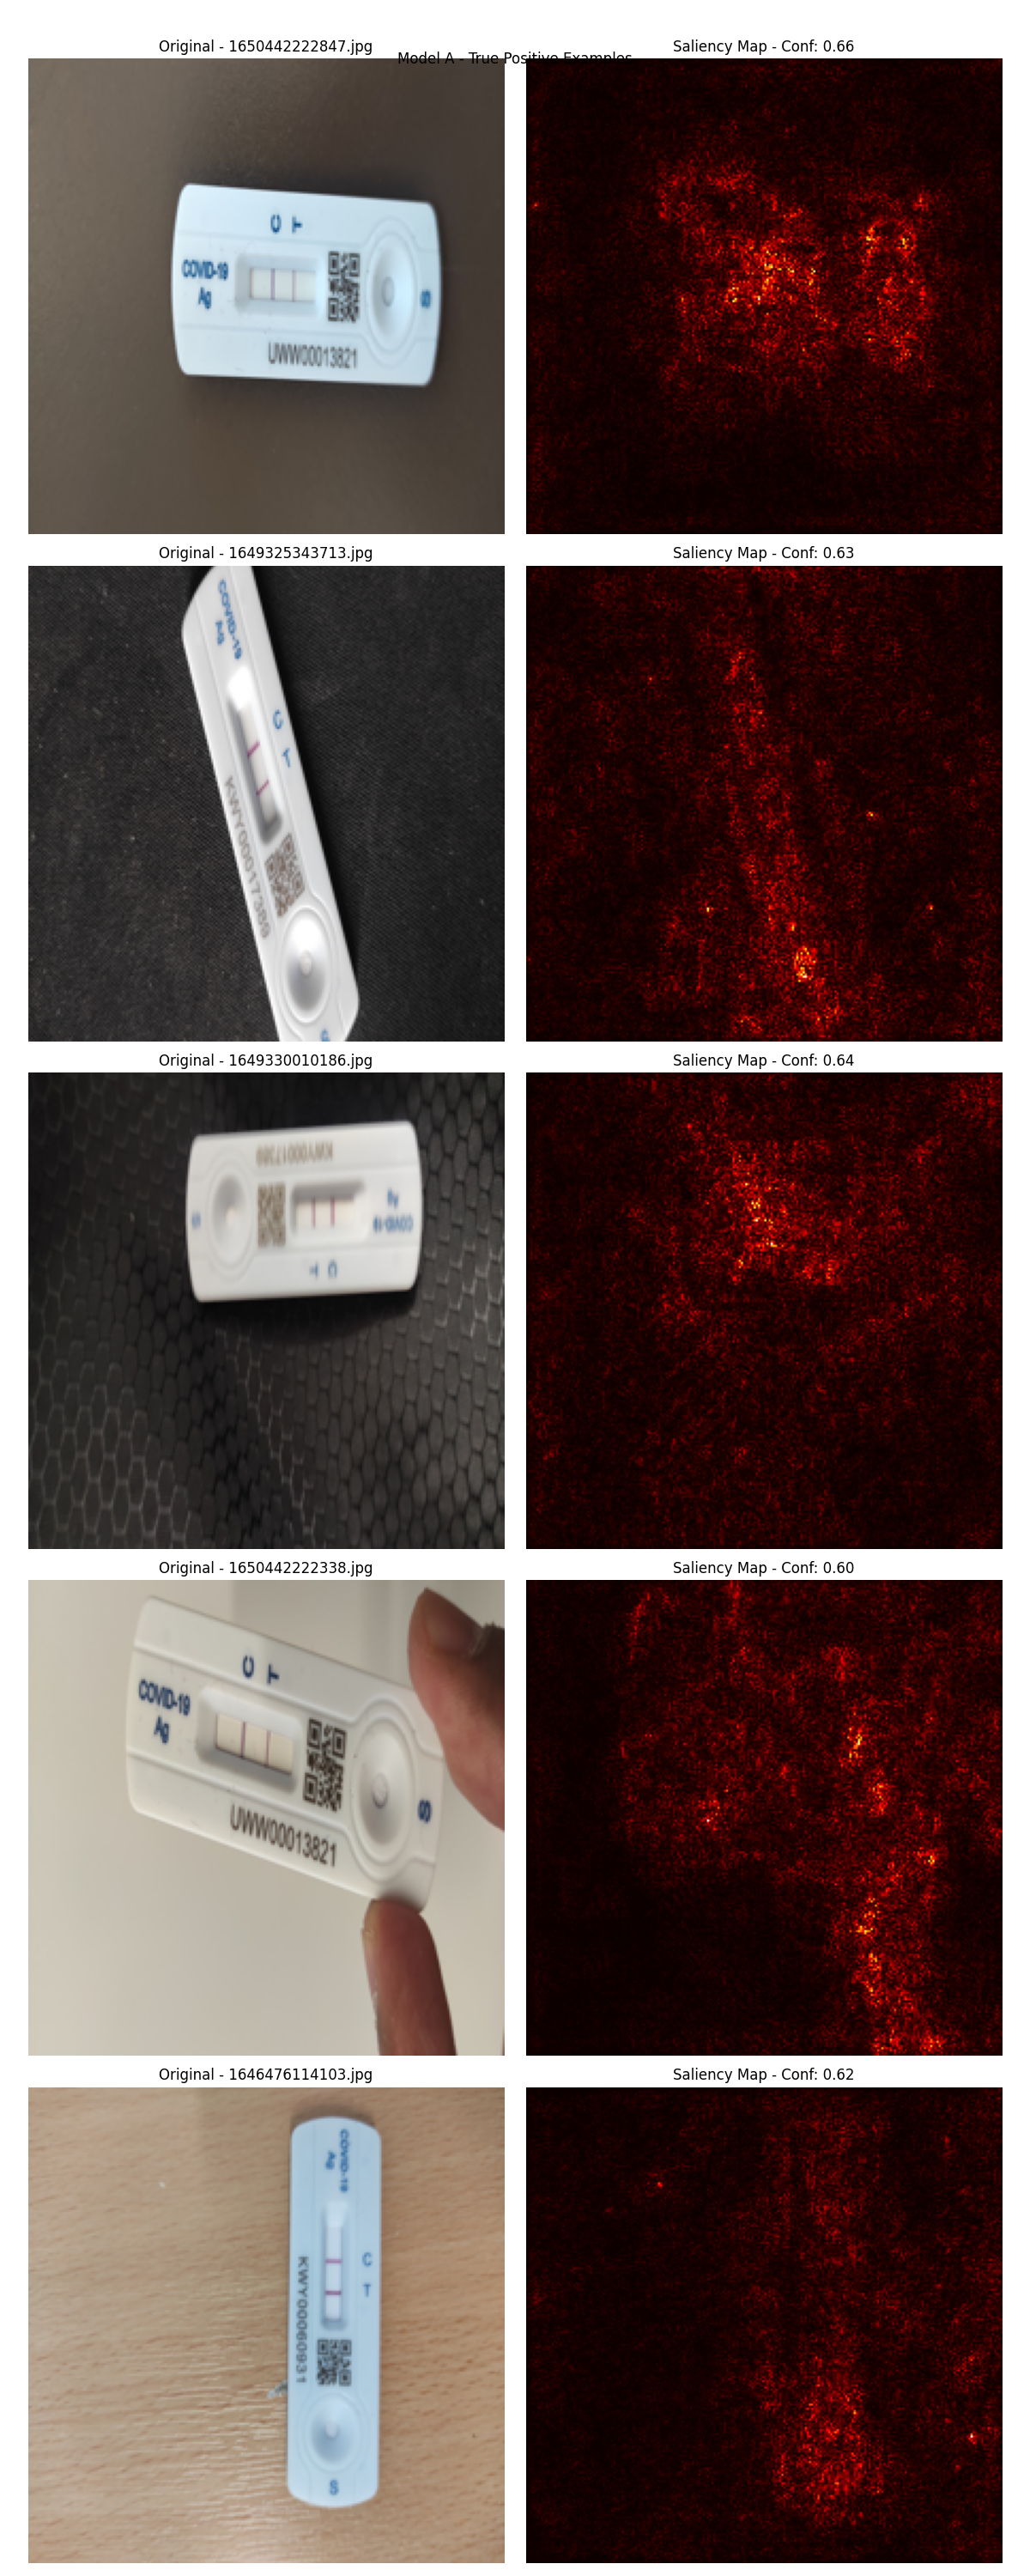 Model A - True Positive Examples
Original - 1650442222847.jpg
Saliency Map - Conf: 0.66
C
T
COVID-19
Ag
S
UWW00013821
Original - 1649325343713.jpg
Saliency Map - Conf: 0.63
COVID-19
Ag
C
T
KWY00017369
S
Original - 1649330010186.jpg
Saliency Map - Conf: 0.64
KWY00017369
S
Ag
COVID-19
T C
Original - 1650442222338.jpg
Saliency Map - Conf: 0.60
C
T
COVID-19
Ag
S
UWW00013821
Original - 1646476114103.jpg
Saliency Map - Conf: 0.62
COVID-19
Ag
C
T
KWY00060931
S